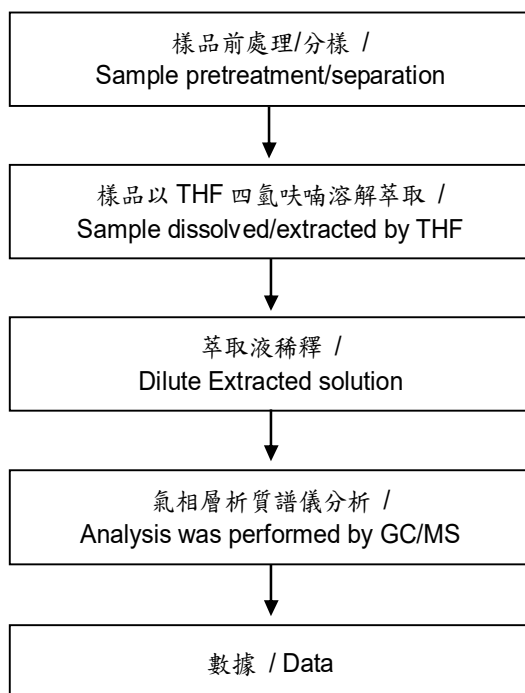 樣品前處理/分樣 /
Sample pretreatment/separation
樣品以 THF 四氫呋喃溶解萃取 /
Sample dissolved/extracted by THF
萃取液稀釋 /
Dilute Extracted solution
氣相層析質譜儀分析 /
Analysis was performed by GC/MS
數據 / Data